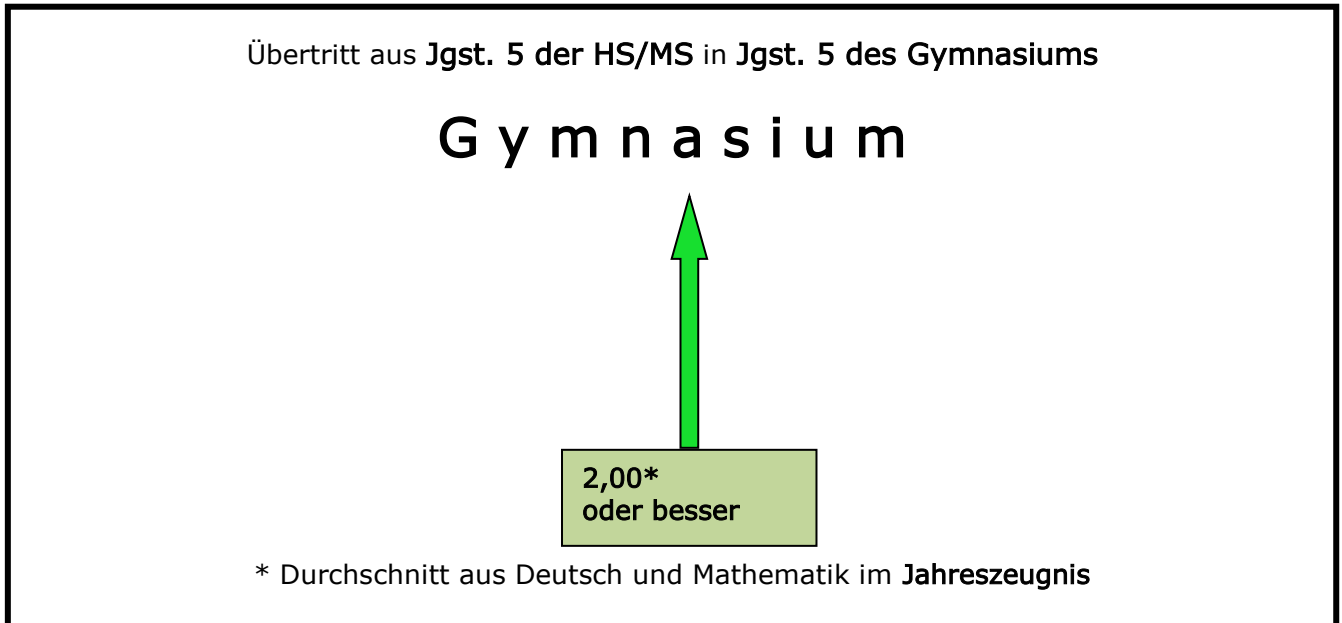 Übertritt aus Jgst. 5 der HS/MS in Jgst. 5 des Gymnasiums
Gymnasium
2,00*
oder besser
* Durchschnitt aus Deutsch und Mathematik im Jahreszeugnis